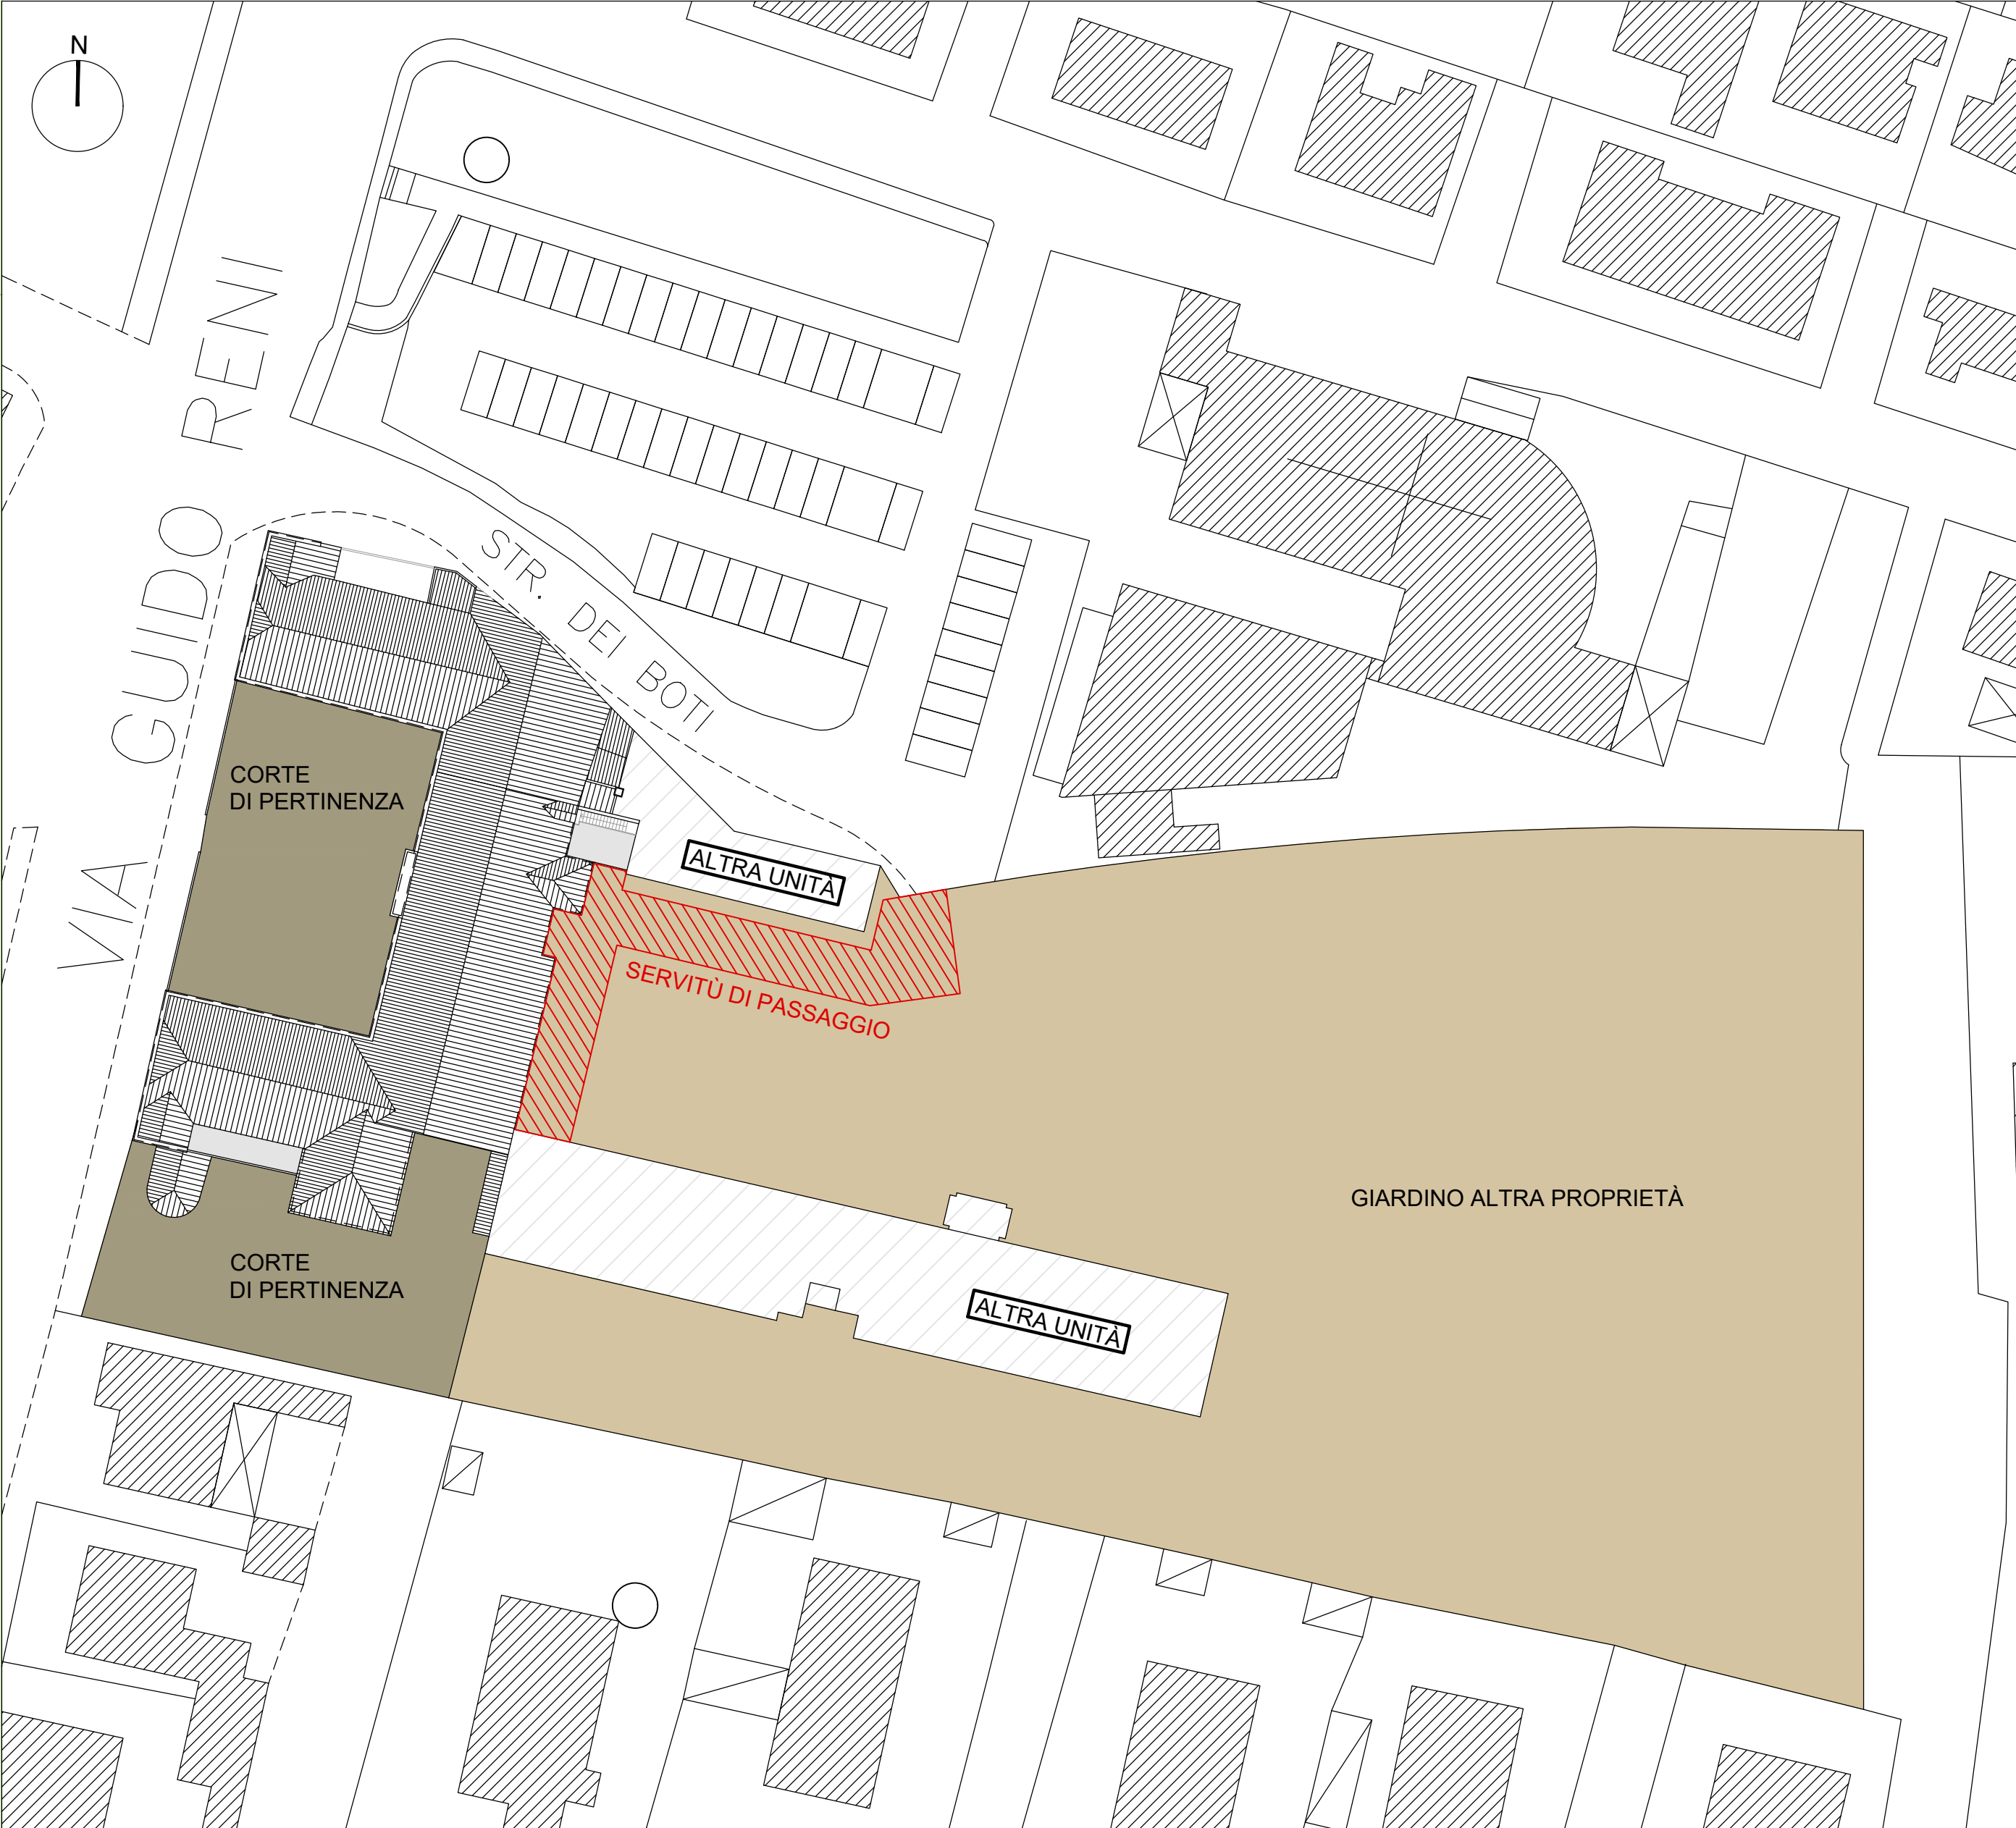 N
VIA GUIDO RENI
STR. DEI BOTI
CORTE
DI PERTINENZA
ALTRA UNITÀ
SERVITÙ DI PASSAGGIO
GIARDINO ALTRA PROPRIETÀ
CORTE
DI PERTINENZA
ALTRA UNITÀ